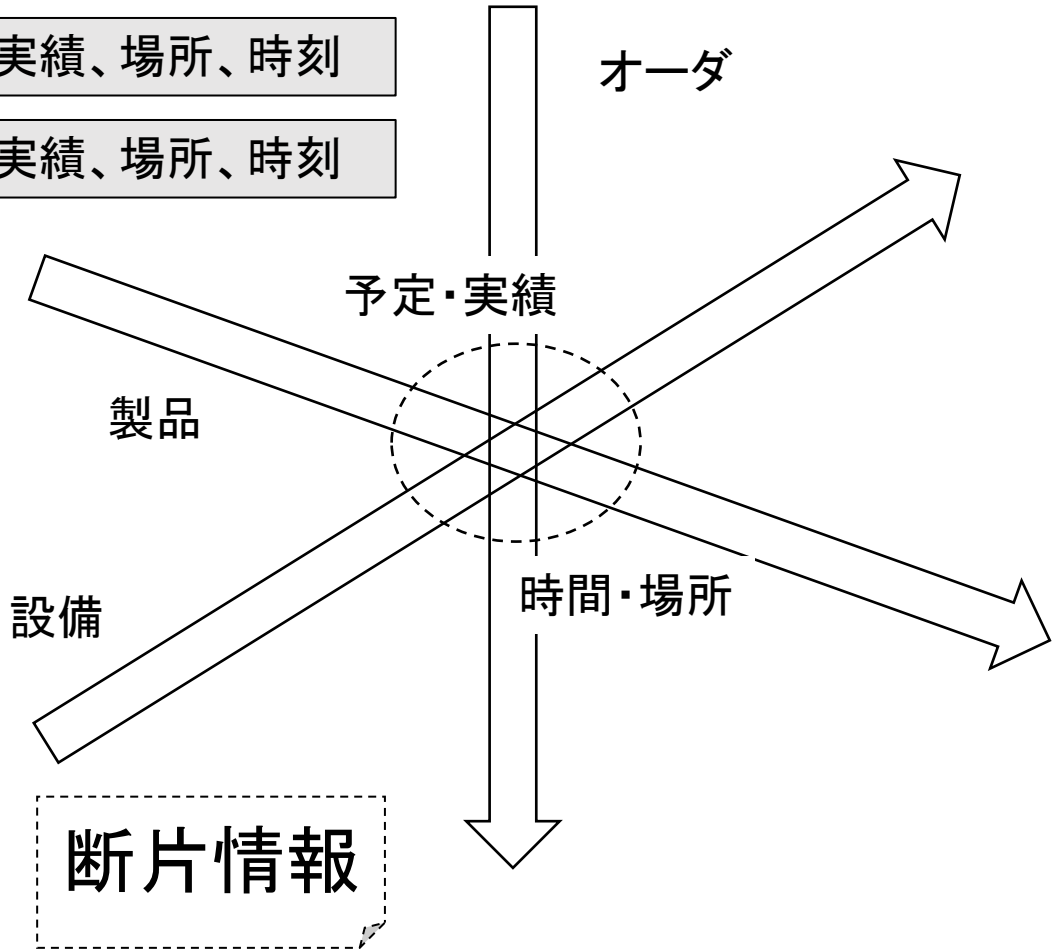 実績、場所、時刻
オーダ
実績、場所、時刻
予定・実績
製品
時間・場所
設備
断片情報